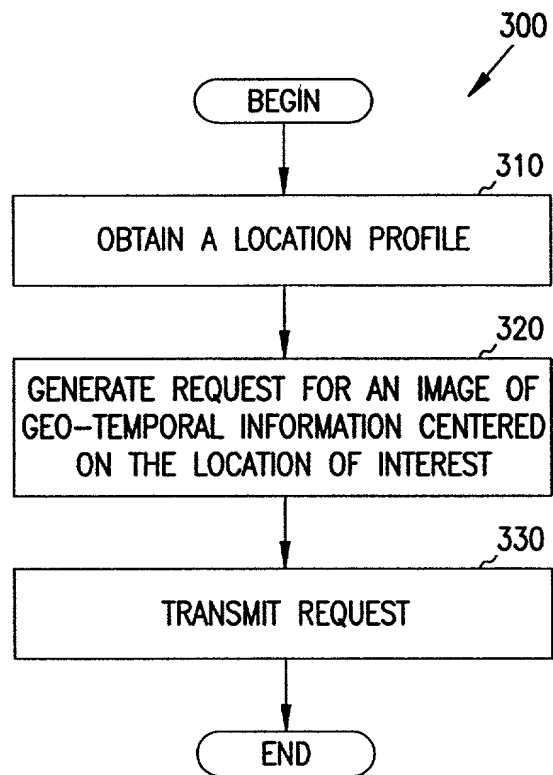 300
BEGIN
310
OBTAIN A LOCATION PROFILE
320
GENERATE REQUEST FOR AN IMAGE OF
GEO-TEMPORAL INFORMATION CENTERED
ON THE LOCATION OF INTEREST
330
TRANSMIT REQUEST
END